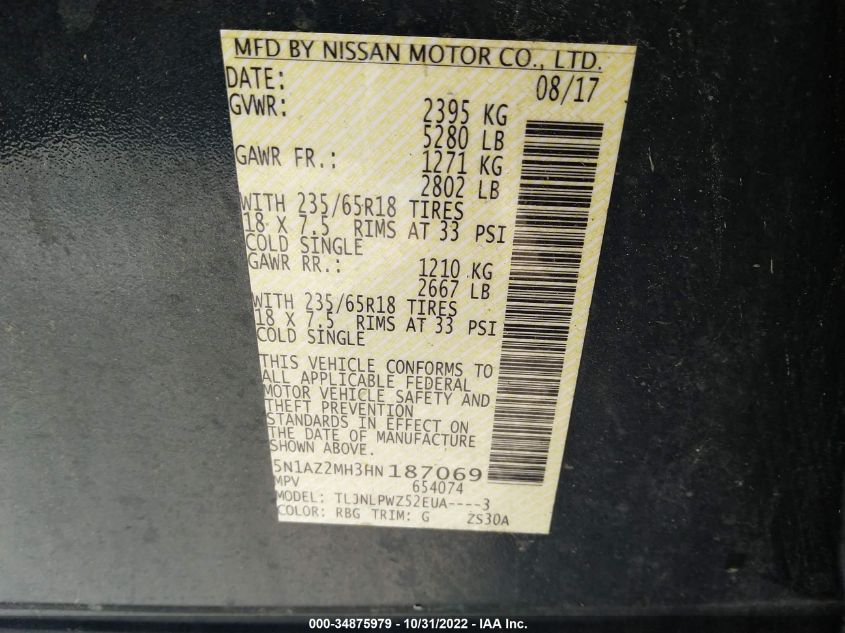 MFD BY NISSAN MOTOR CO., LTD.
DATE: 08/17
GVWR: 2395 KG
5280 LB
GAWR FR.: 1271 KG
2802 LB
WITH 235/65R18 TIRES
18 X 7.5 RIMS AT 33 PSI
COLD SINGLE
GAWR RR.: 1210 KG
2667 LB
WITH 235/65R18 TIRES
18 X 7.5 RIMS AT 33 PSI
COLD SINGLE
THIS VEHICLE CONFORMS TO
ALL APPLICABLE FEDERAL
MOTOR VEHICLE SAFETY AND
THEFT PREVENTION
STANDARDS IN EFFECT ON
THE DATE OF MANUFACTURE
SHOWN ABOVE.
5N1AZ2MH3HN187069
MPV 654074
MODEL: TLJNLPWZ52EUA----3
COLOR: RBG TRIM: G ZS30A
000-34875979 - 10/31/2022 - IAA Inc.